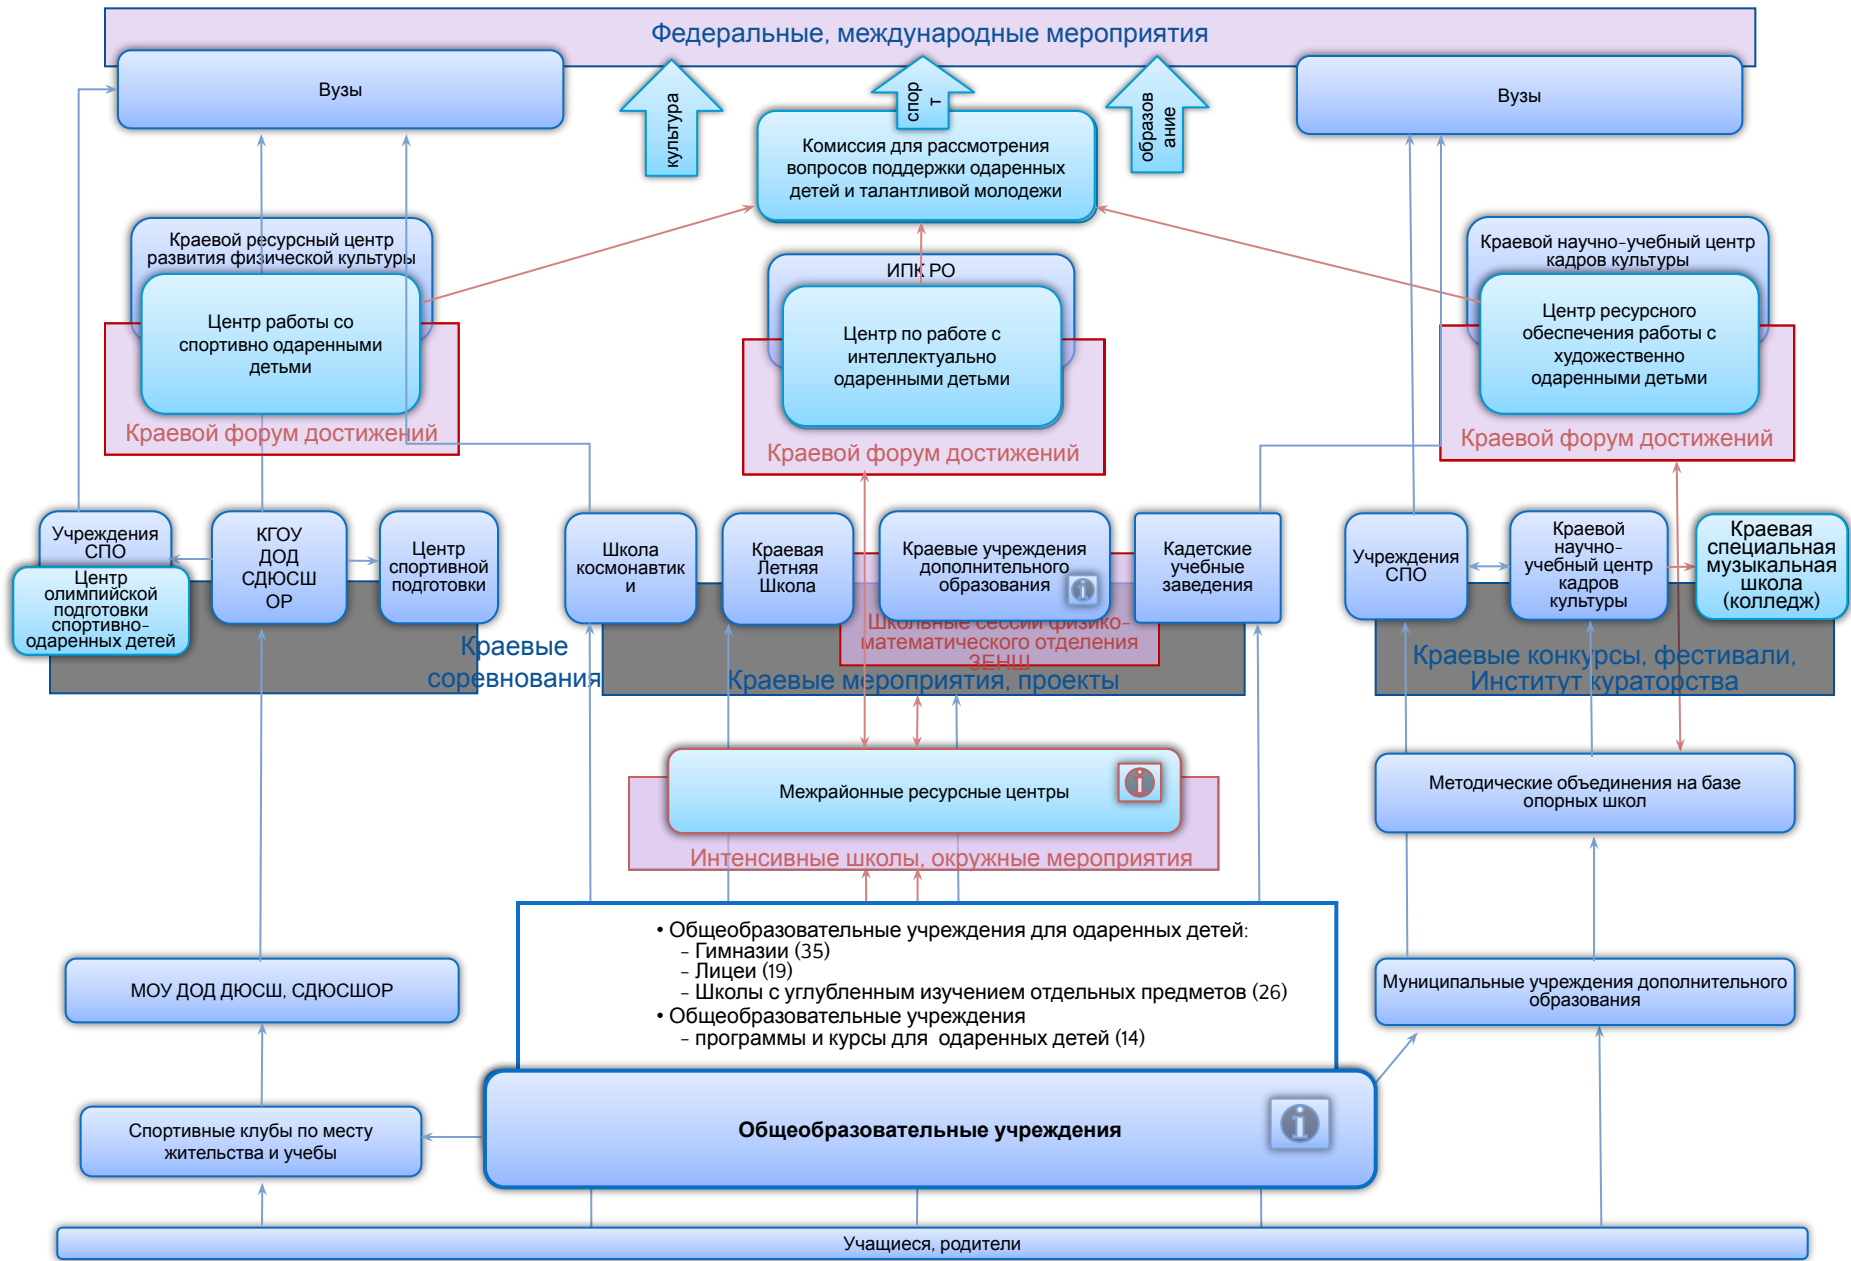 Федеральные, международные мероприятия
Вузы
культура
спор
т
образов
ание
Вузы
Комиссия для рассмотрения
вопросов поддержки одаренных
детей и талантливой молодежи
Краевой ресурсный центр
развития физической культуры
Центр работы со
спортивно одаренными
детьми
Краевой форум достижений
ИПК РО
Центр по работе с
интеллектуально
одаренными детьми
Краевой форум достижений
Краевой научно-учебный центр
кадров культуры
Центр ресурсного
обеспечения работы с
художественно
одаренными детьми
Краевой форум достижений
Учреждения
СПО
Центр
олимпийской
подготовки
спортивно-
одаренных детей
КГОУ
ДОД
СДЮСШ
ОР
Центр
спортивной
подготовки
Краевые
соревнования
Школа
космонавтик
и
Краевая
Летняя
Школа
Краевые учреждения
дополнительного
образования
Кадетские
учебные
заведения
Школьные сессии физико-
математического отделения
ЗЕНШ
Краевые мероприятия, проекты
Учреждения
СПО
Краевой
научно-
учебный центр
кадров
культуры
Краевая
специальная
музыкальная
школа
(колледж)
Краевые конкурсы, фестивали,
Институт кураторства
Межрайонные ресурсные центры
Интенсивные школы, окружные мероприятия
Методические объединения на базе
опорных школ
• Общеобразовательные учреждения для одаренных детей:
- Гимназии (35)
- Лицеи (19)
- Школы с углубленным изучением отдельных предметов (26)
• Общеобразовательные учреждения
- программы и курсы для одаренных детей (14)
МОУ ДОД ДЮСШ, СДЮСШОР
Муниципальные учреждения дополнительного
образования
Спортивные клубы по месту
жительства и учебы
Общеобразовательные учреждения
Учащиеся, родители